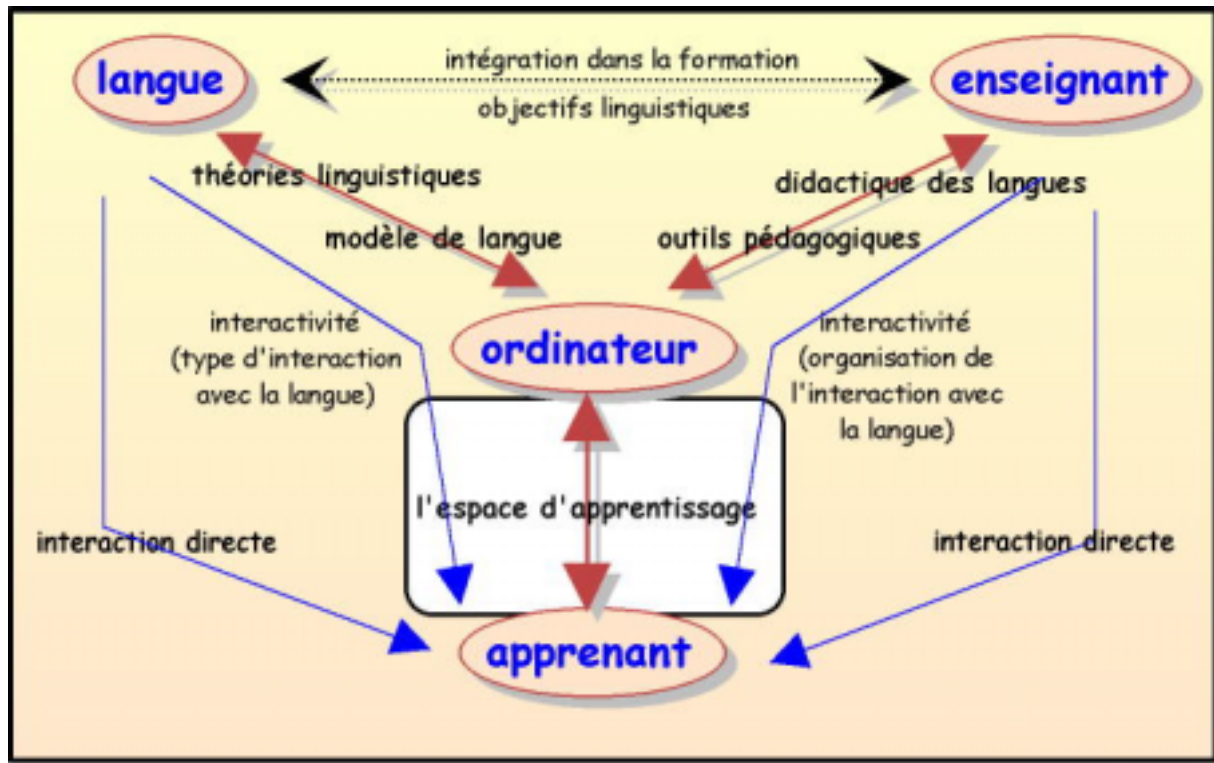 langue
intégration dans la formation
objectifs linguistiques
enseignant
théories linguistiques
didactique des langues
modèle de langue
outils pédagogiques
ordinateur
interactivité
(type d'interaction
avec la langue)
interactivité
(organisation de
l'interaction avec
la langue)
l'espace d'apprentissage
interaction directe
interaction directe
apprenant